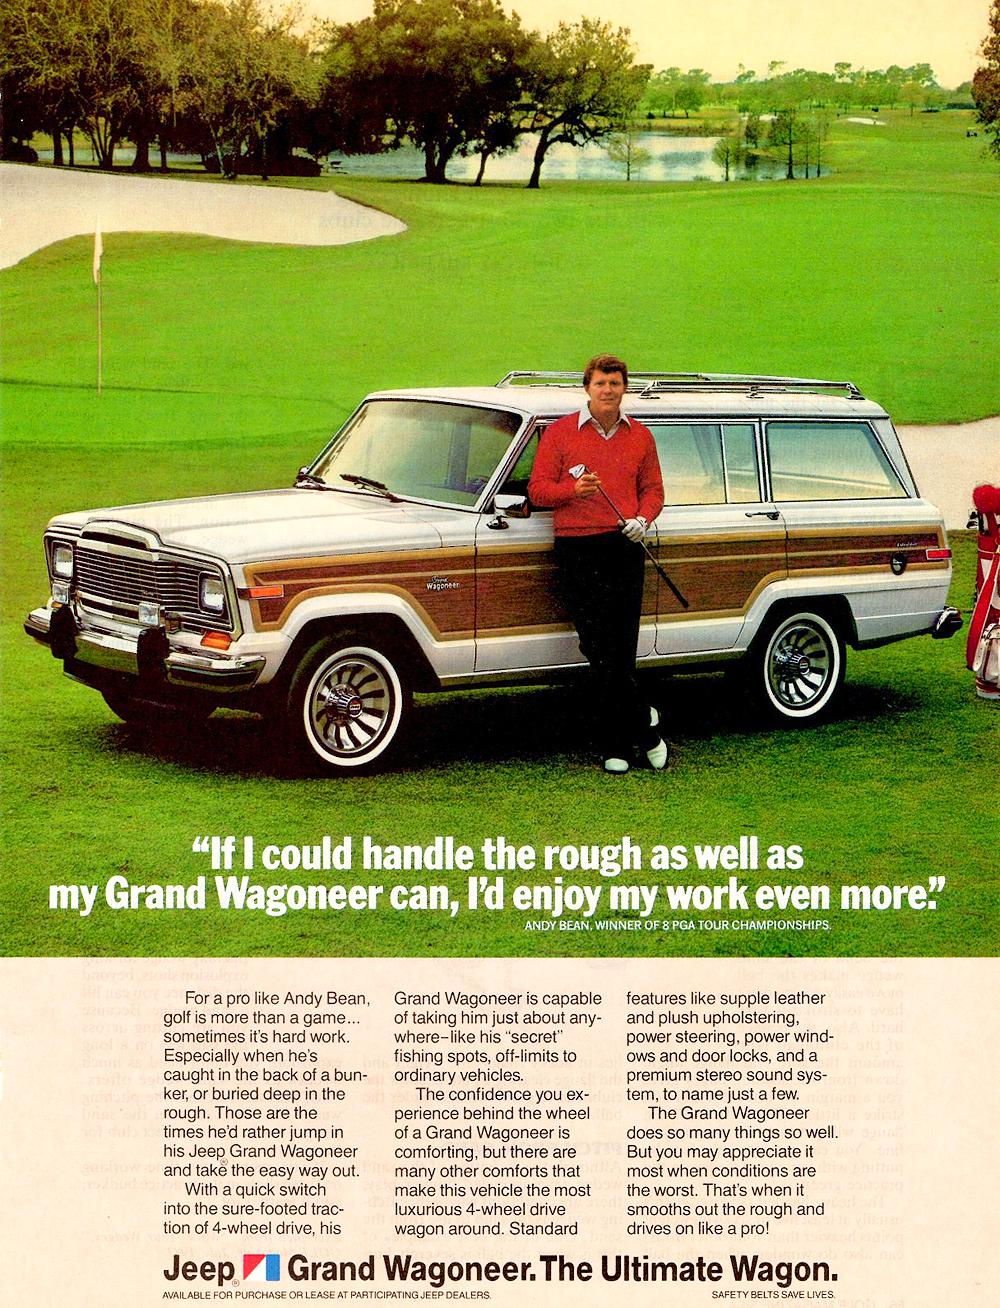 Grand
Wagoneer
“If I could handle the rough as well as
my Grand Wagoneer can, I’d enjoy my work even more.”
ANDY BEAN, WINNER OF 8 PGA TOUR CHAMPIONSHIPS.
For a pro like Andy Bean,
golf is more than a game...
sometimes it’s hard work.
Especially when he’s
caught in the back of a bun-
ker, or buried deep in the
rough. Those are the
times he’d rather jump in
his Jeep® Grand Wagoneer
and take the easy way out.
With a quick switch
into the sure-footed trac-
tion of 4-wheel drive, his
Grand Wagoneer is capable
of taking him just about any-
where–like his “secret”
fishing spots, off-limits to
ordinary vehicles.
The confidence you ex-
perience behind the wheel
of a Grand Wagoneer is
comforting, but there are
many other comforts that
make this vehicle the most
luxurious 4-wheel drive
wagon around. Standard
features like supple leather
and plush upholstering,
power steering, power wind-
ows and door locks, and a
premium stereo sound sys-
tem, to name just a few.
The Grand Wagoneer
does so many things so well.
But you may appreciate it
most when conditions are
the worst. That’s when it
smooths out the rough and
drives on like a pro!
Jeep® Grand Wagoneer. The Ultimate Wagon.
AVAILABLE FOR PURCHASE OR LEASE AT PARTICIPATING JEEP DEALERS. SAFETY BELTS SAVE LIVES.